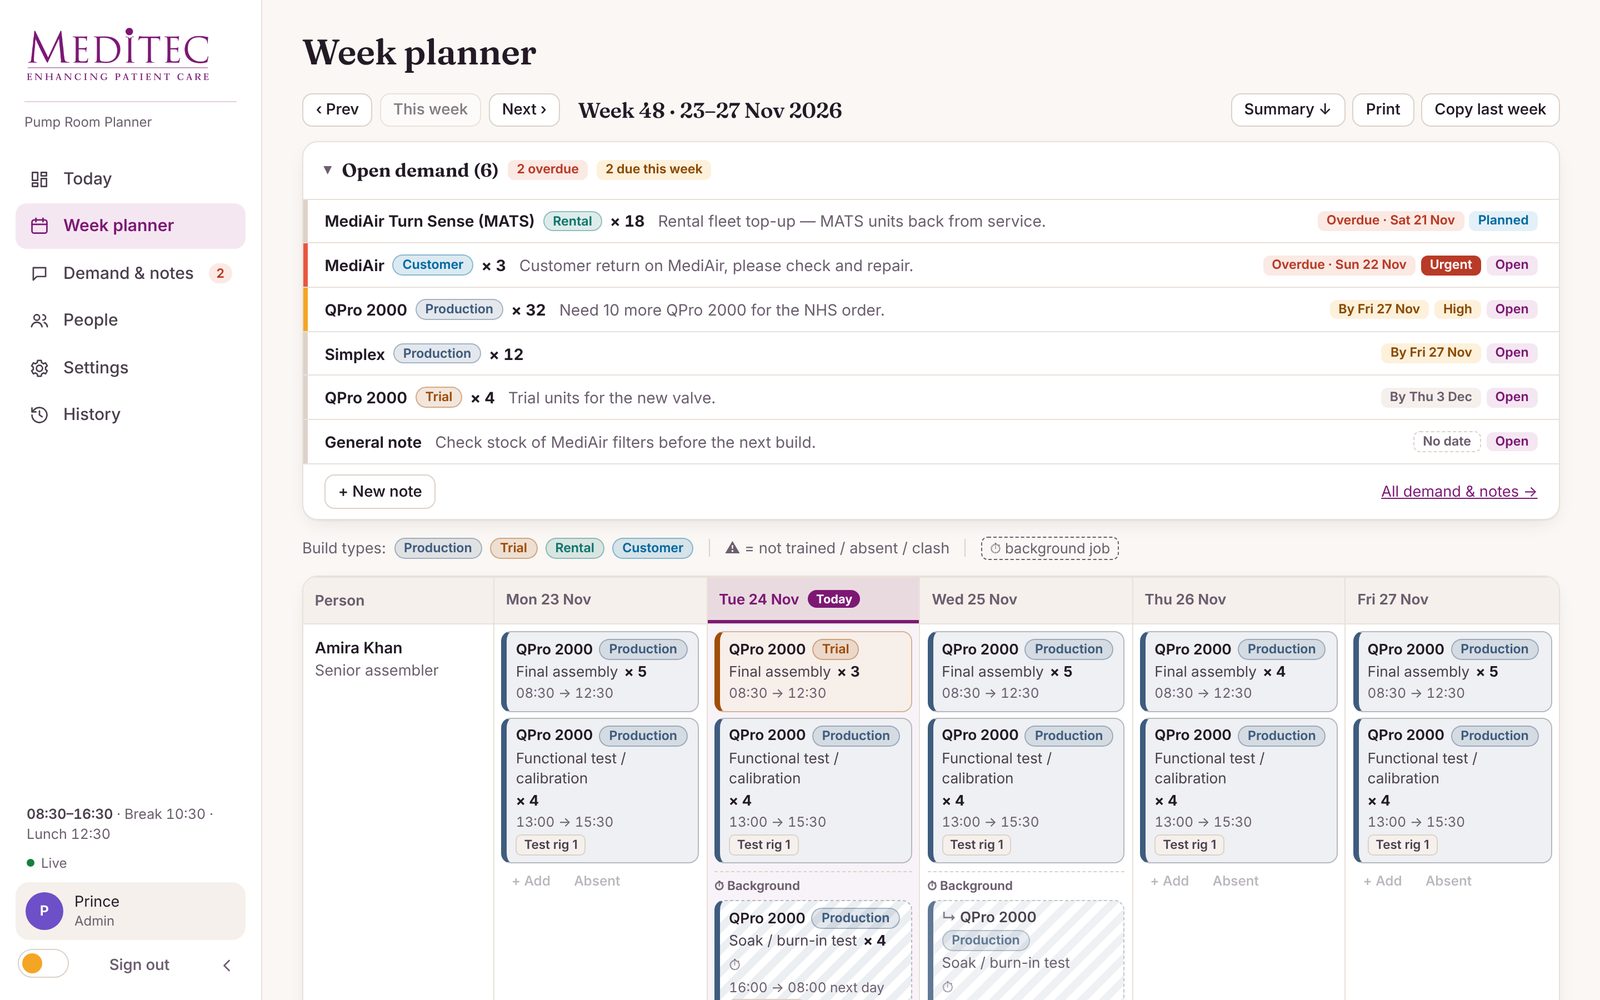 MEDITEC
ENHANCING PATIENT CARE
Pump Room Planner
Today
Week planner
Demand & notes 2
People
Settings
History
08:30–16:30 · Break 10:30 ·
Lunch 12:30
Live
P
Prince
Admin
Sign out
Week planner
‹ Prev
This week
Next ›
Week 48 · 23–27 Nov 2026
Summary ↓
Print
Copy last week
▼ Open demand (6) 2 overdue 2 due this week
MediAir Turn Sense (MATS) Rental × 18 Rental fleet top-up — MATS units back from service. Overdue · Sat 21 Nov Planned
MediAir Customer × 3 Customer return on MediAir, please check and repair. Overdue · Sun 22 Nov Urgent Open
QPro 2000 Production × 32 Need 10 more QPro 2000 for the NHS order. By Fri 27 Nov High Open
Simplex Production × 12 By Fri 27 Nov Open
QPro 2000 Trial × 4 Trial units for the new valve. By Thu 3 Dec Open
General note Check stock of MediAir filters before the next build. No date Open
+ New note All demand & notes →
Build types: Production Trial Rental Customer ⚠ = not trained / absent / clash ⏱ background job
Person Mon 23 Nov Tue 24 Nov Today Wed 25 Nov Thu 26 Nov Fri 27 Nov
Amira Khan
Senior assembler
QPro 2000 Production
Final assembly × 5
08:30 → 12:30
QPro 2000 Production
Functional test /
calibration
× 4
13:00 → 15:30
Test rig 1
+ Add Absent
QPro 2000 Trial
Final assembly × 3
08:30 → 12:30
QPro 2000 Production
Functional test /
calibration
× 4
13:00 → 15:30
Test rig 1
⏱ Background
QPro 2000 Production
Soak / burn-in test × 4
⏱
16:00 → 08:00 next day
QPro 2000 Production
Final assembly × 5
08:30 → 12:30
QPro 2000 Production
Functional test /
calibration
× 4
13:00 → 15:30
Test rig 1
⏱ Background
↪ QPro 2000
Production
Soak / burn-in test
⏱
QPro 2000 Production
Final assembly × 4
08:30 → 12:30
QPro 2000 Production
Functional test /
calibration
× 4
13:00 → 15:30
Test rig 1
+ Add Absent
QPro 2000 Production
Final assembly × 5
08:30 → 12:30
QPro 2000 Production
Functional test /
calibration
× 4
13:00 → 15:30
Test rig 1
+ Add Absent